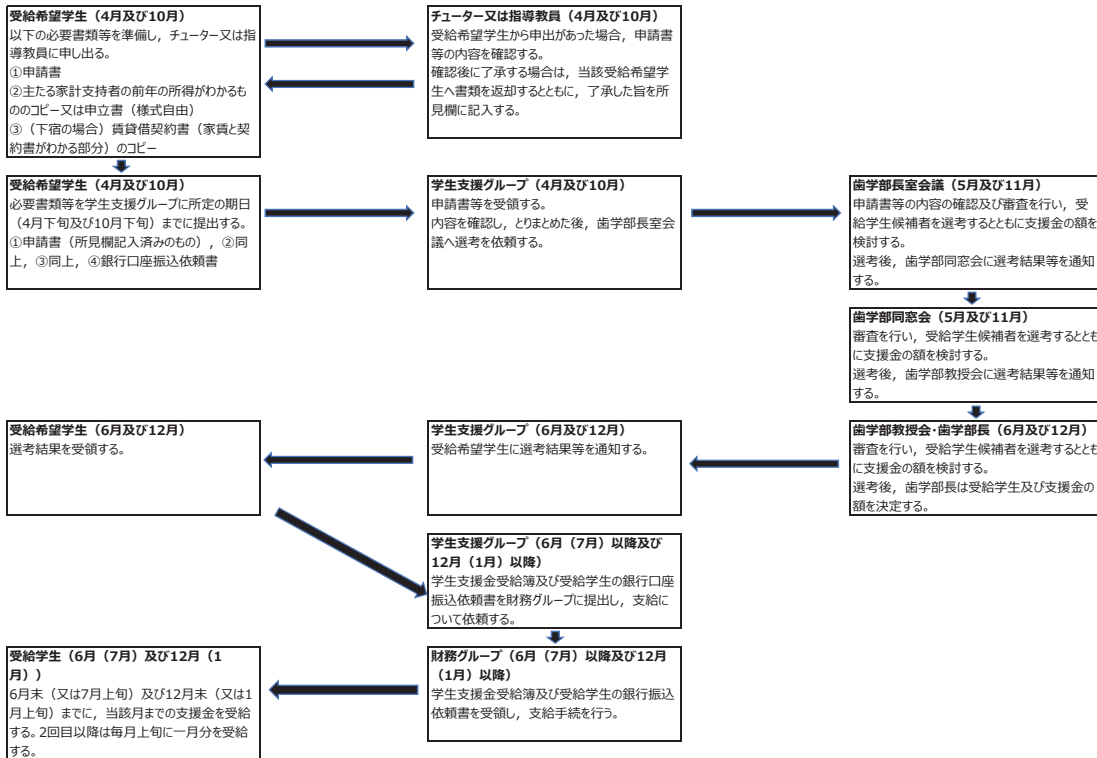 受給希望学生（4月及び10月）
以下の必要書類等を準備し，チューター又は指
導教員に申し出る。
①申請書
②主たる家計支持者の前年の所得がわかるも
ののコピー又は申立書（様式自由）
③（下宿の場合）賃貸借契約書（家賃と契
約書がわかる部分）のコピー
チューター又は指導教員（4月及び10月）
受給希望学生から申出があった場合，申請書
等の内容を確認する。
確認後に了承する場合は，当該受給希望学
生へ書類を返却するとともに，了承した旨を所
見欄に記入する。
受給希望学生（4月及び10月）
必要書類等を学生支援グループに所定の期日
（4月下旬及び10月下旬）までに提出する。
①申請書（所見欄記入済みのもの），②同
上，③同上，④銀行口座振込依頼書
学生支援グループ（4月及び10月）
申請書等を受領する。
内容を確認し，とりまとめた後，歯学部長室会
議へ選考を依頼する。
歯学部長室会議（5月及び11月）
申請書等の内容の確認及び審査を行い，受
給学生候補者を選考するとともに支援金の額を
検討する。
選考後，歯学部同窓会に選考結果等を通知
する。
歯学部同窓会（5月及び11月）
審査を行い，受給学生候補者を選考するととも
に支援金の額を検討する。
選考後，歯学部教授会に選考結果等を通知
する。
受給希望学生（6月及び12月）
選考結果を受領する。
学生支援グループ（6月及び12月）
受給希望学生に選考結果等を通知する。
歯学部教授会・歯学部長（6月及び12月）
審査を行い，受給学生候補者を選考するととも
に支援金の額を検討する。
選考後，歯学部長は受給学生及び支援金の
額を決定する。
学生支援グループ（6月（7月）以降及び
12月（1月）以降）
学生支援金受給簿及び受給学生の銀行口座
振込依頼書を財務グループに提出し，支給に
ついて依頼する。
受給学生（6月（7月）及び12月（1
月））
6月末（又は7月上旬）及び12月末（又は1
月上旬）までに，当該月までの支援金を受給
する。2回目以降は毎月上旬に一月分を受給
する。
財務グループ（6月（7月）以降及び12月
（1月）以降）
学生支援金受給簿及び受給学生の銀行振込
依頼書を受領し，支給手続を行う。